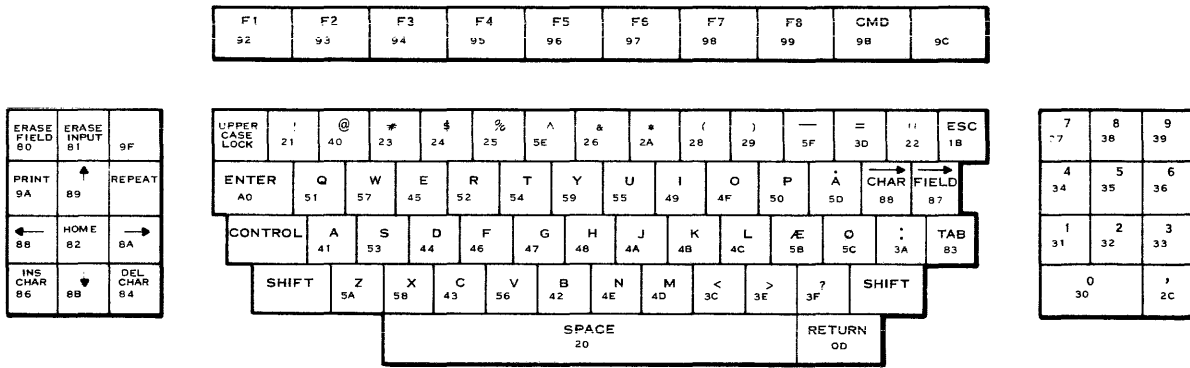 F1 F2 F3 F4 F5 F6 F7 F8 CMD
92 93 94 95 96 97 98 99 9B 9C
ERASE FIELD 80
ERASE INPUT 81
9F
PRINT 9A
↑ 89
REPEAT
← 88
HOME 82
→ 8A
INS CHAR 86
↓ 8B
DEL CHAR 84
UPPER CASE LOCK
! @ # $ % ^ & * ( ) — = " ESC
21 40 23 24 25 5E 26 2A 28 29 5F 3D 22 1B
ENTER Q W E R T Y U I O P Å → CHAR → FIELD
A0 51 57 45 52 54 59 55 49 4F 50 5D 88 87
CONTROL A S D F G H J K L Æ O : TAB
41 53 44 46 47 48 4A 4B 4C 5B 5C 3A 83
SHIFT Z X C V B N M < > ? SHIFT
5A 58 43 56 42 4E 4D 3C 3E 3F
SPACE RETURN
20 0D
7 8 9
37 38 39
4 5 6
34 35 36
1 2 3
31 32 33
0 ,
30 2C